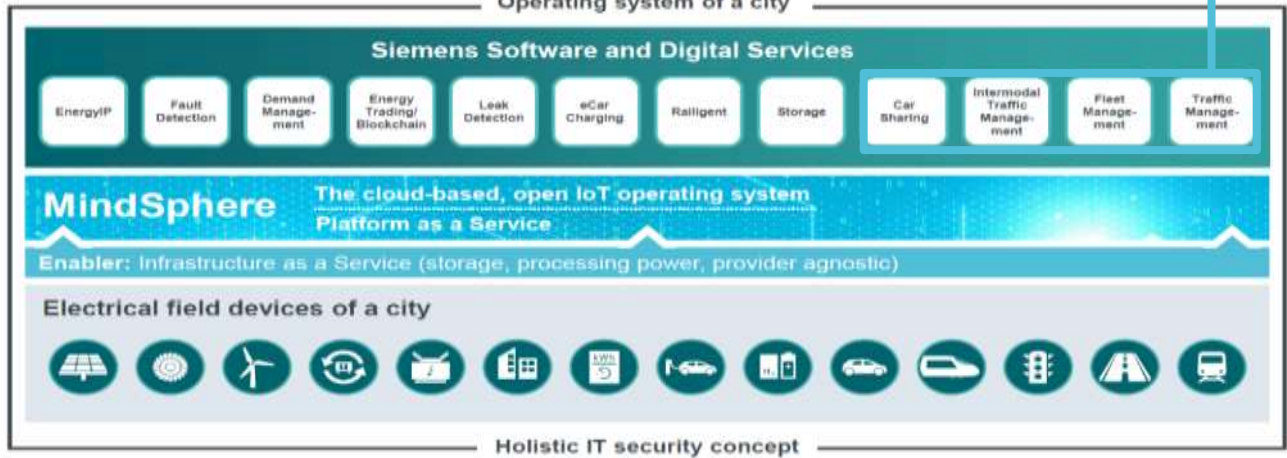 Operating system of a city
Siemens Software and Digital Services
EnergyIP
Fault
Detection
Demand
Manage-
ment
Energy
Trading/
Blockchain
Leak
Detection
eCar
Charging
Railigent
Storage
Car
Sharing
Intermodal
Traffic
Manage-
ment
Fleet
Manage-
ment
Traffic
Manage-
ment
MindSphere
The cloud-based, open IoT operating system
Platform as a Service
Enabler: Infrastructure as a Service (storage, processing power, provider agnostic)
Electrical field devices of a city
kWh
H₂
Holistic IT security concept